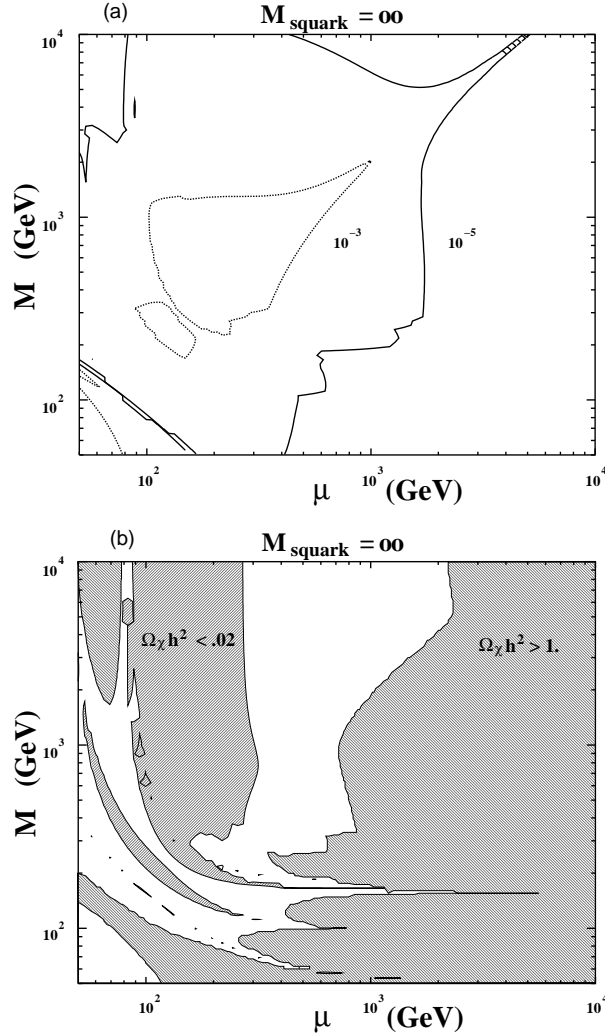 (a)
M squark = ∞
10^4
10^3
10^2
M (GeV)
10^-3
10^-5
10^2
10^3
10^4
μ (GeV)
(b)
M squark = ∞
10^4
10^3
10^2
M (GeV)
Ω_χ h^2 < .02
Ω_χ h^2 > 1.
10^2
10^3
10^4
μ (GeV)